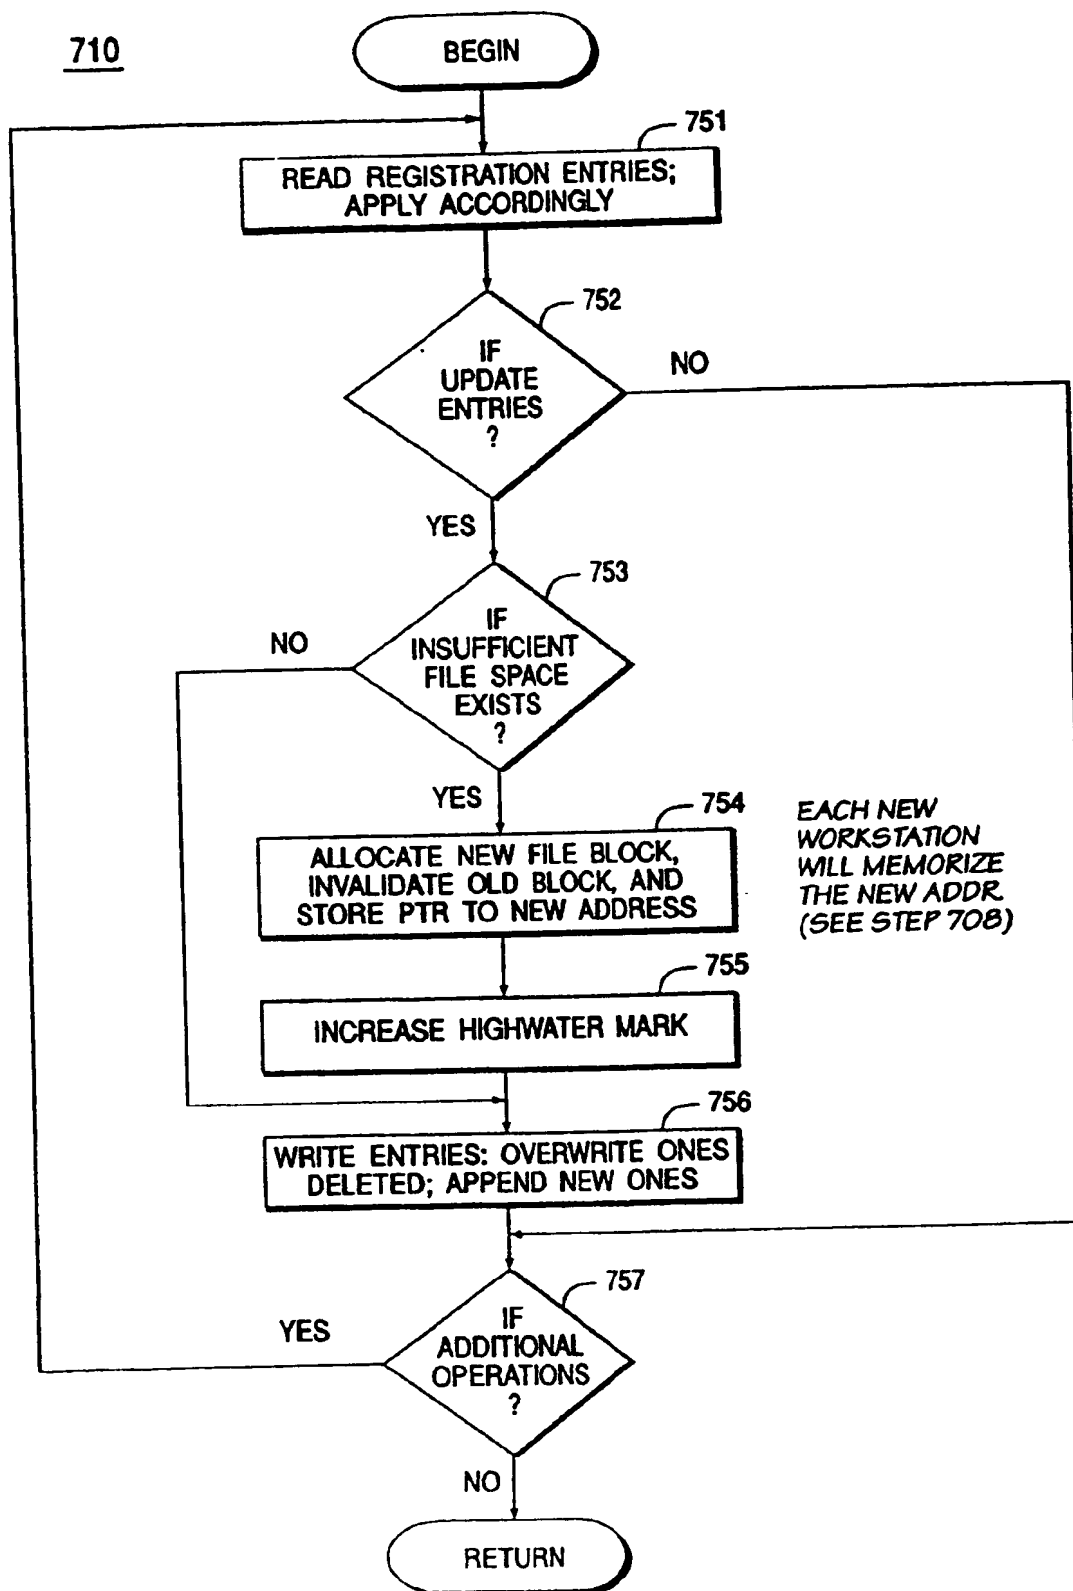 710
BEGIN
751
READ REGISTRATION ENTRIES;
APPLY ACCORDINGLY
752
IF
UPDATE
ENTRIES
?
NO
YES
753
IF
INSUFFICIENT
FILE SPACE
EXISTS
?
NO
YES
754
ALLOCATE NEW FILE BLOCK,
INVALIDATE OLD BLOCK, AND
STORE PTR TO NEW ADDRESS
EACH NEW
WORKSTATION
WILL MEMORIZE
THE NEW ADDR.
(SEE STEP 708)
755
INCREASE HIGHWATER MARK
756
WRITE ENTRIES: OVERWRITE ONES
DELETED; APPEND NEW ONES
757
IF
ADDITIONAL
OPERATIONS
?
YES
NO
RETURN